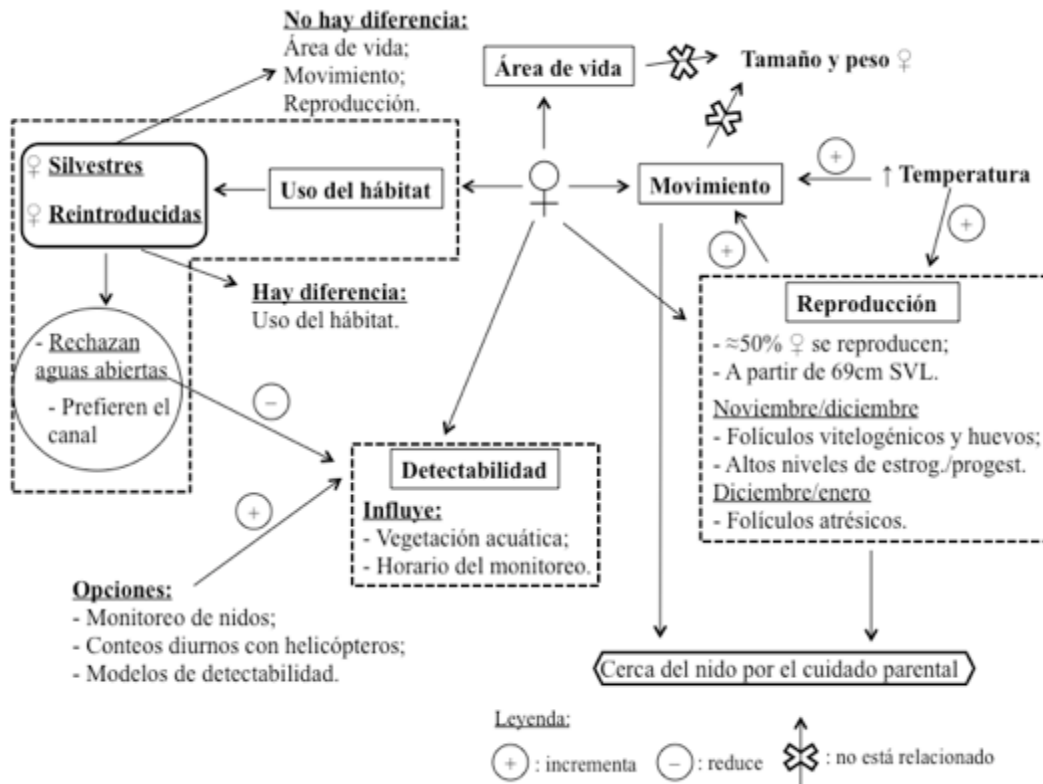 No hay diferencia:
Área de vida;
Movimiento;
Reproducción.
Área de vida
Tamaño y peso ♀
♀ Silvestres
♀ Reintroducidas
Uso del hábitat
♀
Movimiento
+
↑ Temperatura
+
+
Hay diferencia:
Uso del hábitat.
Reproducción
- ≈50% ♀ se reproducen;
- A partir de 69cm SVL.
Noviembre/diciembre
- Folículos vitelogénicos y huevos;
- Altos niveles de estrog./progest.
Diciembre/enero
- Folículos atrésicos.
- Rechazan
aguas abiertas
- Prefieren el
canal
−
Detectabilidad
Influye:
- Vegetación acuática;
- Horario del monitoreo.
+
Opciones:
- Monitoreo de nidos;
- Conteos diurnos con helicópteros;
- Modelos de detectabilidad.
Cerca del nido por el cuidado parental
Leyenda:
+ : incrementa − : reduce : no está relacionado